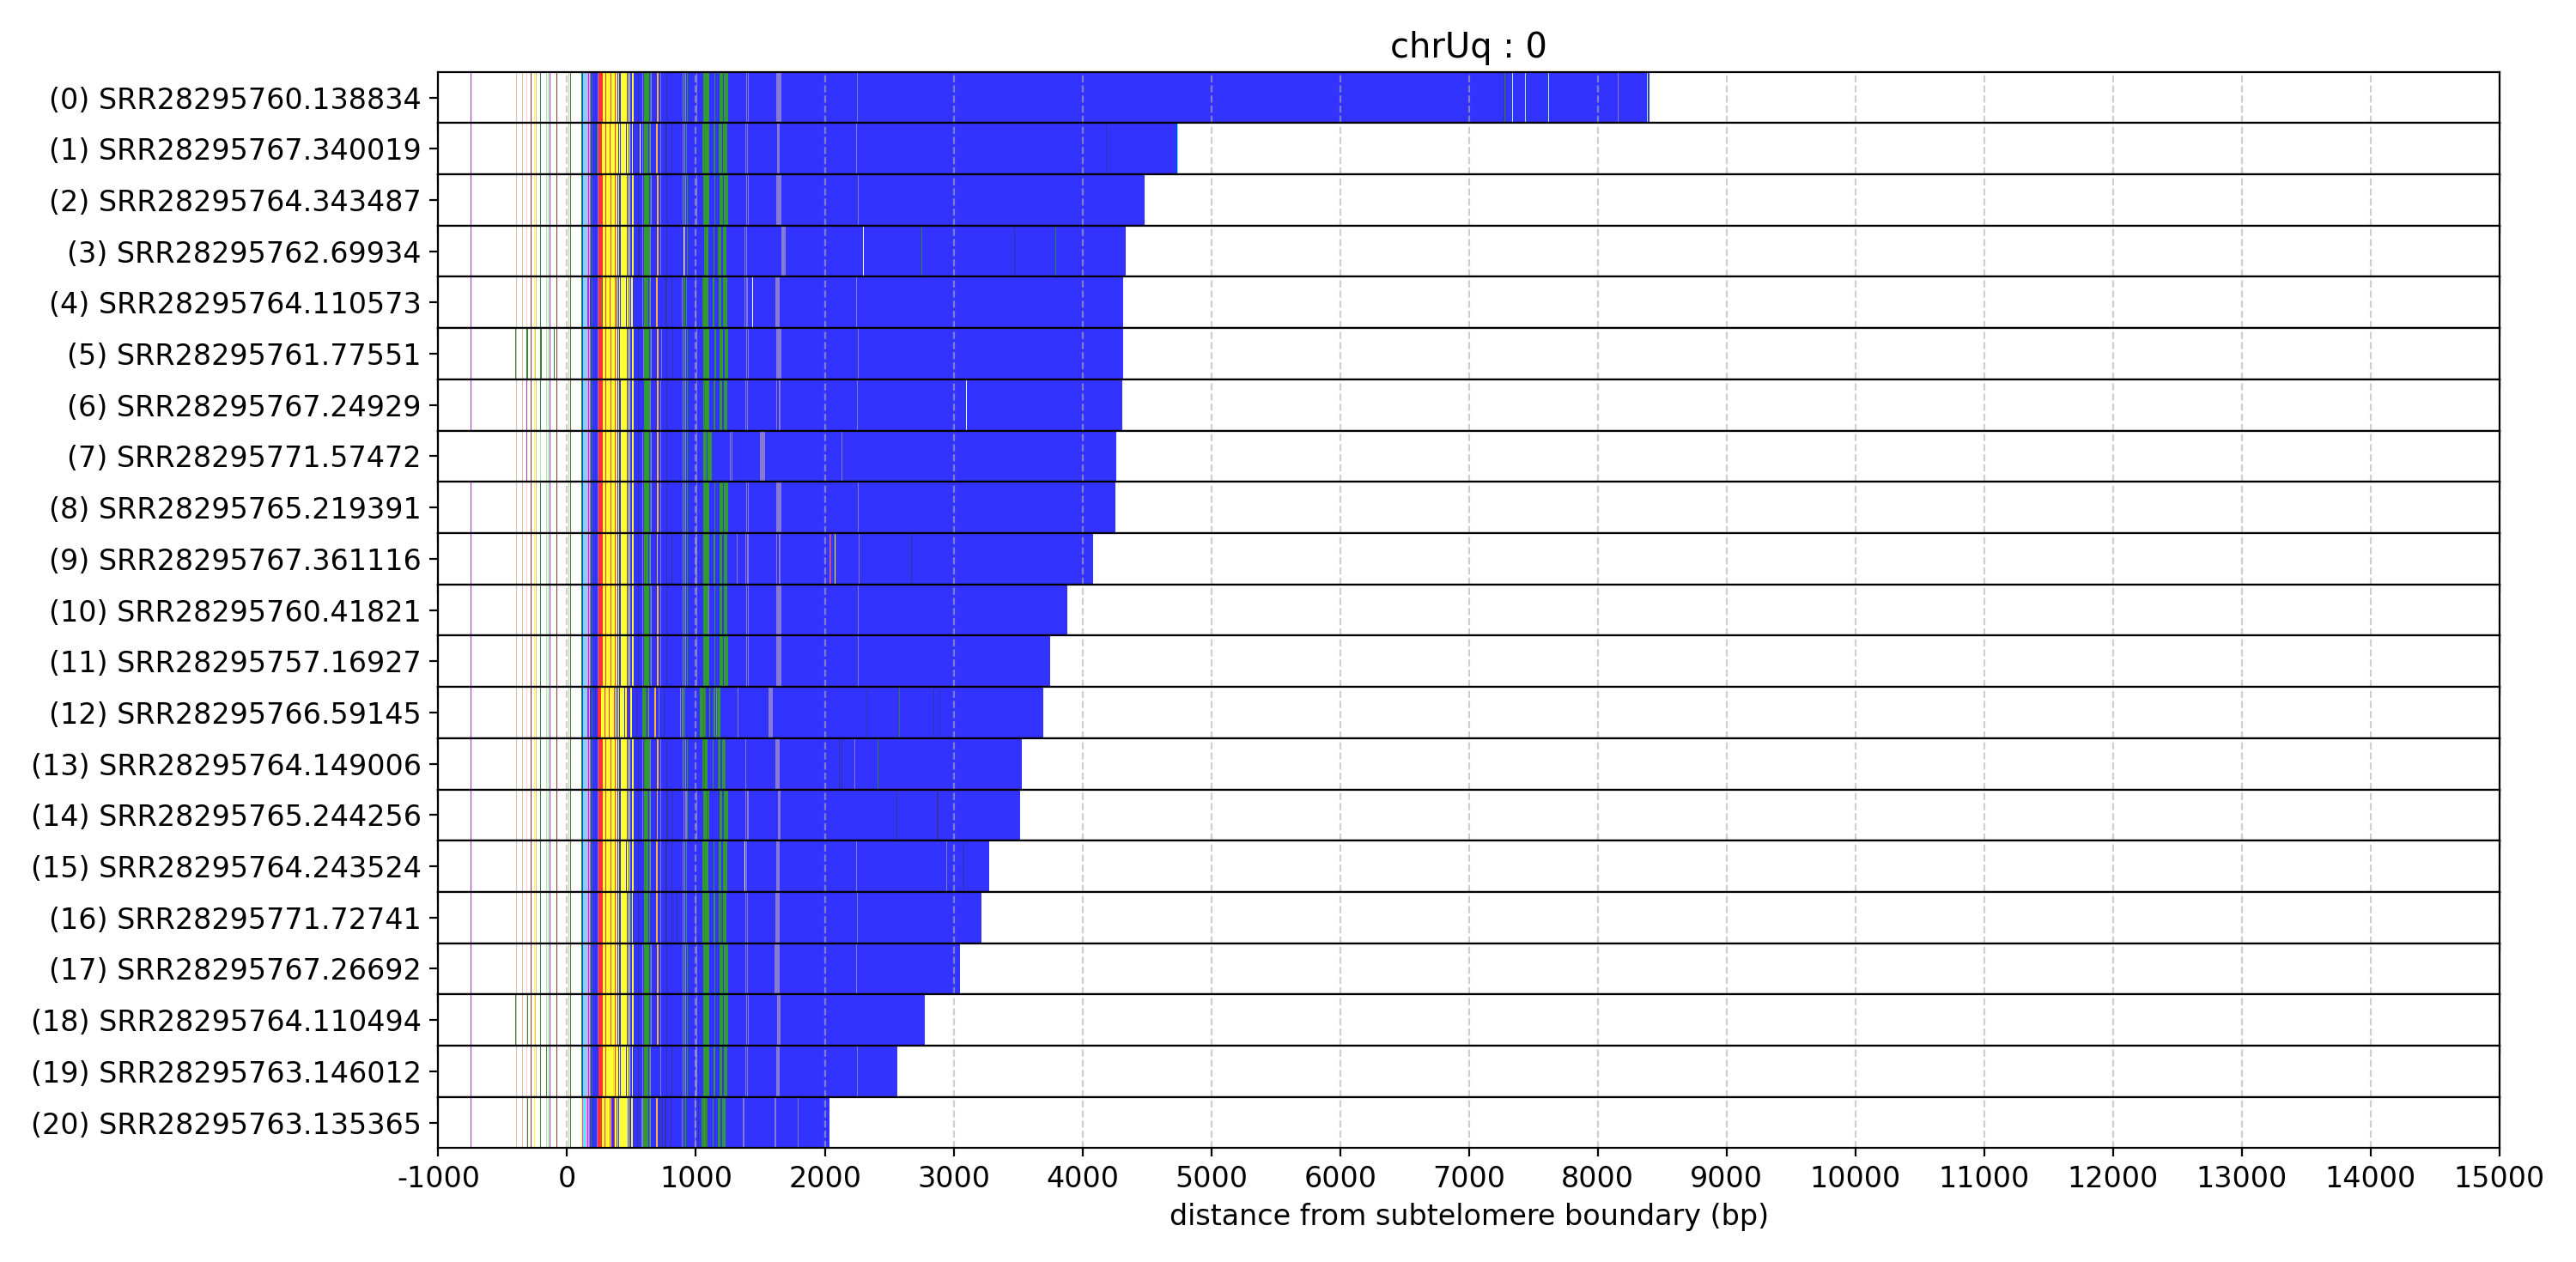 chrUq : 0
(0) SRR28295760.138834
(1) SRR28295767.340019
(2) SRR28295764.343487
(3) SRR28295762.69934
(4) SRR28295764.110573
(5) SRR28295761.77551
(6) SRR28295767.24929
(7) SRR28295771.57472
(8) SRR28295765.219391
(9) SRR28295767.361116
(10) SRR28295760.41821
(11) SRR28295757.16927
(12) SRR28295766.59145
(13) SRR28295764.149006
(14) SRR28295765.244256
(15) SRR28295764.243524
(16) SRR28295771.72741
(17) SRR28295767.26692
(18) SRR28295764.110494
(19) SRR28295763.146012
(20) SRR28295763.135365
-1000 0 1000 2000 3000 4000 5000 6000 7000 8000 9000 10000 11000 12000 13000 14000 15000
distance from subtelomere boundary (bp)